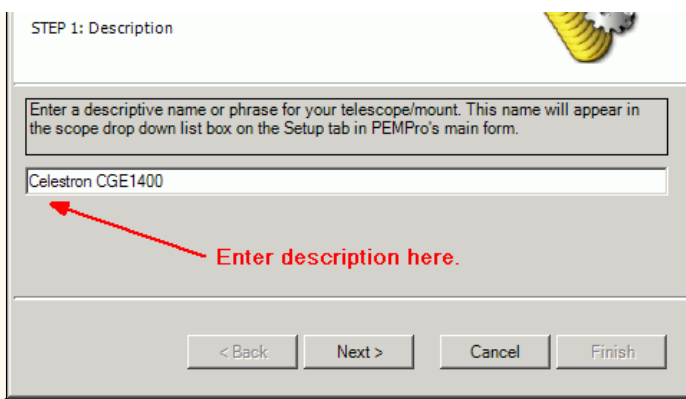 STEP 1: Description
Enter a descriptive name or phrase for your telescope/mount. This name will appear in
the scope drop down list box on the Setup tab in PEMPro's main form.
Celestron CGE1400
Enter description here.
< Back Next > Cancel Finish